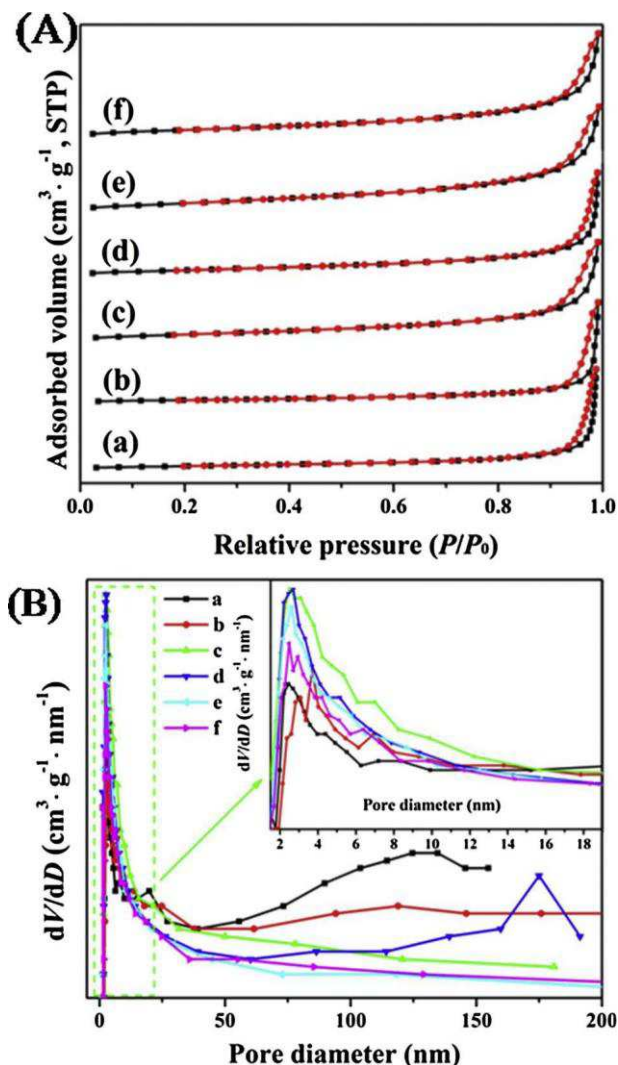 (A)
Adsorbed volume (cm³· g⁻¹, STP)
(f)
(e)
(d)
(c)
(b)
(a)
0.0 0.2 0.4 0.6 0.8 1.0
Relative pressure (P/P₀)
(B)
dV/dD (cm³· g⁻¹· nm⁻¹)
a
b
c
d
e
f
dV/dD (cm³· g⁻¹· nm⁻¹)
Pore diameter (nm)
2 4 6 8 10 12 14 16 18
0 50 100 150 200
Pore diameter (nm)